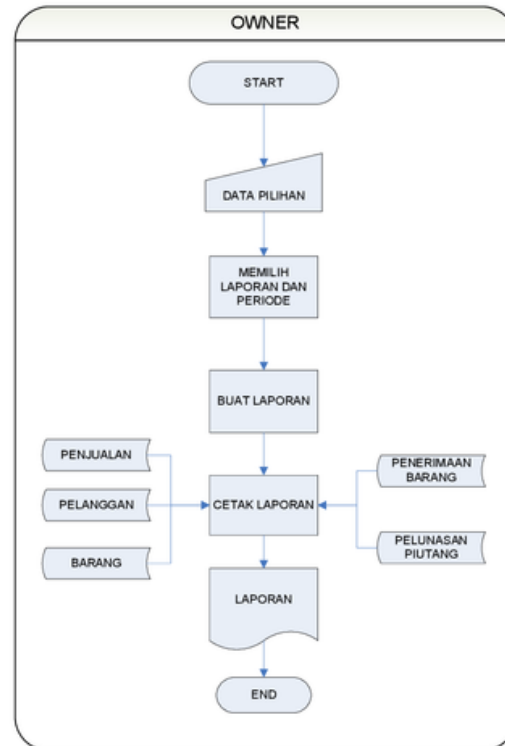 OWNER
START
DATA PILIHAN
MEMILIH
LAPORAN DAN
PERIODE
BUAT LAPORAN
PENJUALAN
PELANGGAN
BARANG
CETAK LAPORAN
PENERIMAAN
BARANG
PELUNASAN
PIUTANG
LAPORAN
END